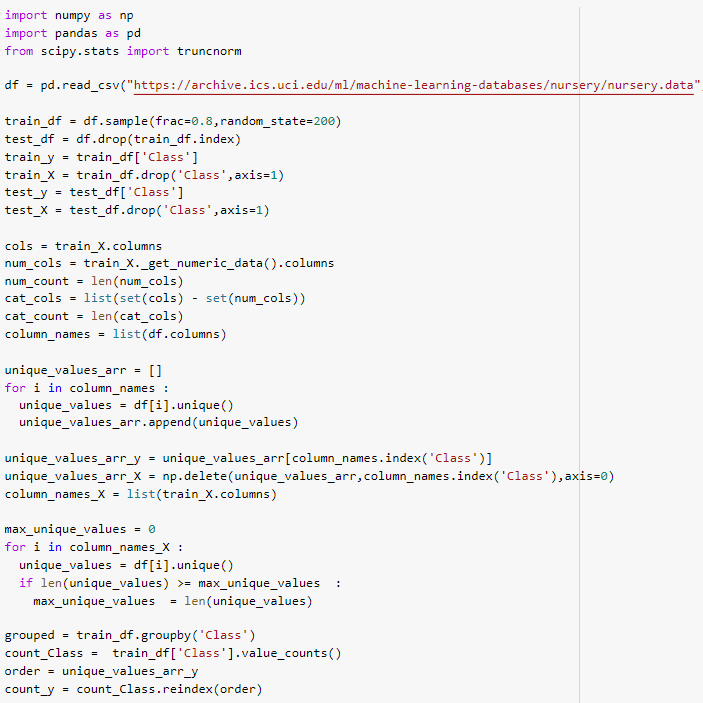 import numpy as np
import pandas as pd
from scipy.stats import truncnorm
df = pd.read_csv("https://archive.ics.uci.edu/ml/machine-learning-databases/nursery/nursery.data"
train_df = df.sample(frac=0.8,random_state=200)
test_df = df.drop(train_df.index)
train_y = train_df['Class']
train_X = train_df.drop('Class',axis=1)
test_y = test_df['Class']
test_X = test_df.drop('Class',axis=1)
cols = train_X.columns
num_cols = train_X._get_numeric_data().columns
num_count = len(num_cols)
cat_cols = list(set(cols) - set(num_cols))
cat_count = len(cat_cols)
column_names = list(df.columns)
unique_values_arr = []
for i in column_names :
  unique_values = df[i].unique()
  unique_values_arr.append(unique_values)
unique_values_arr_y = unique_values_arr[column_names.index('Class')]
unique_values_arr_X = np.delete(unique_values_arr,column_names.index('Class'),axis=0)
column_names_X = list(train_X.columns)
max_unique_values = 0
for i in column_names_X :
  unique_values = df[i].unique()
  if len(unique_values) >= max_unique_values  :
    max_unique_values  = len(unique_values)
grouped = train_df.groupby('Class')
count_Class =  train_df['Class'].value_counts()
order = unique_values_arr_y
count_y = count_Class.reindex(order)